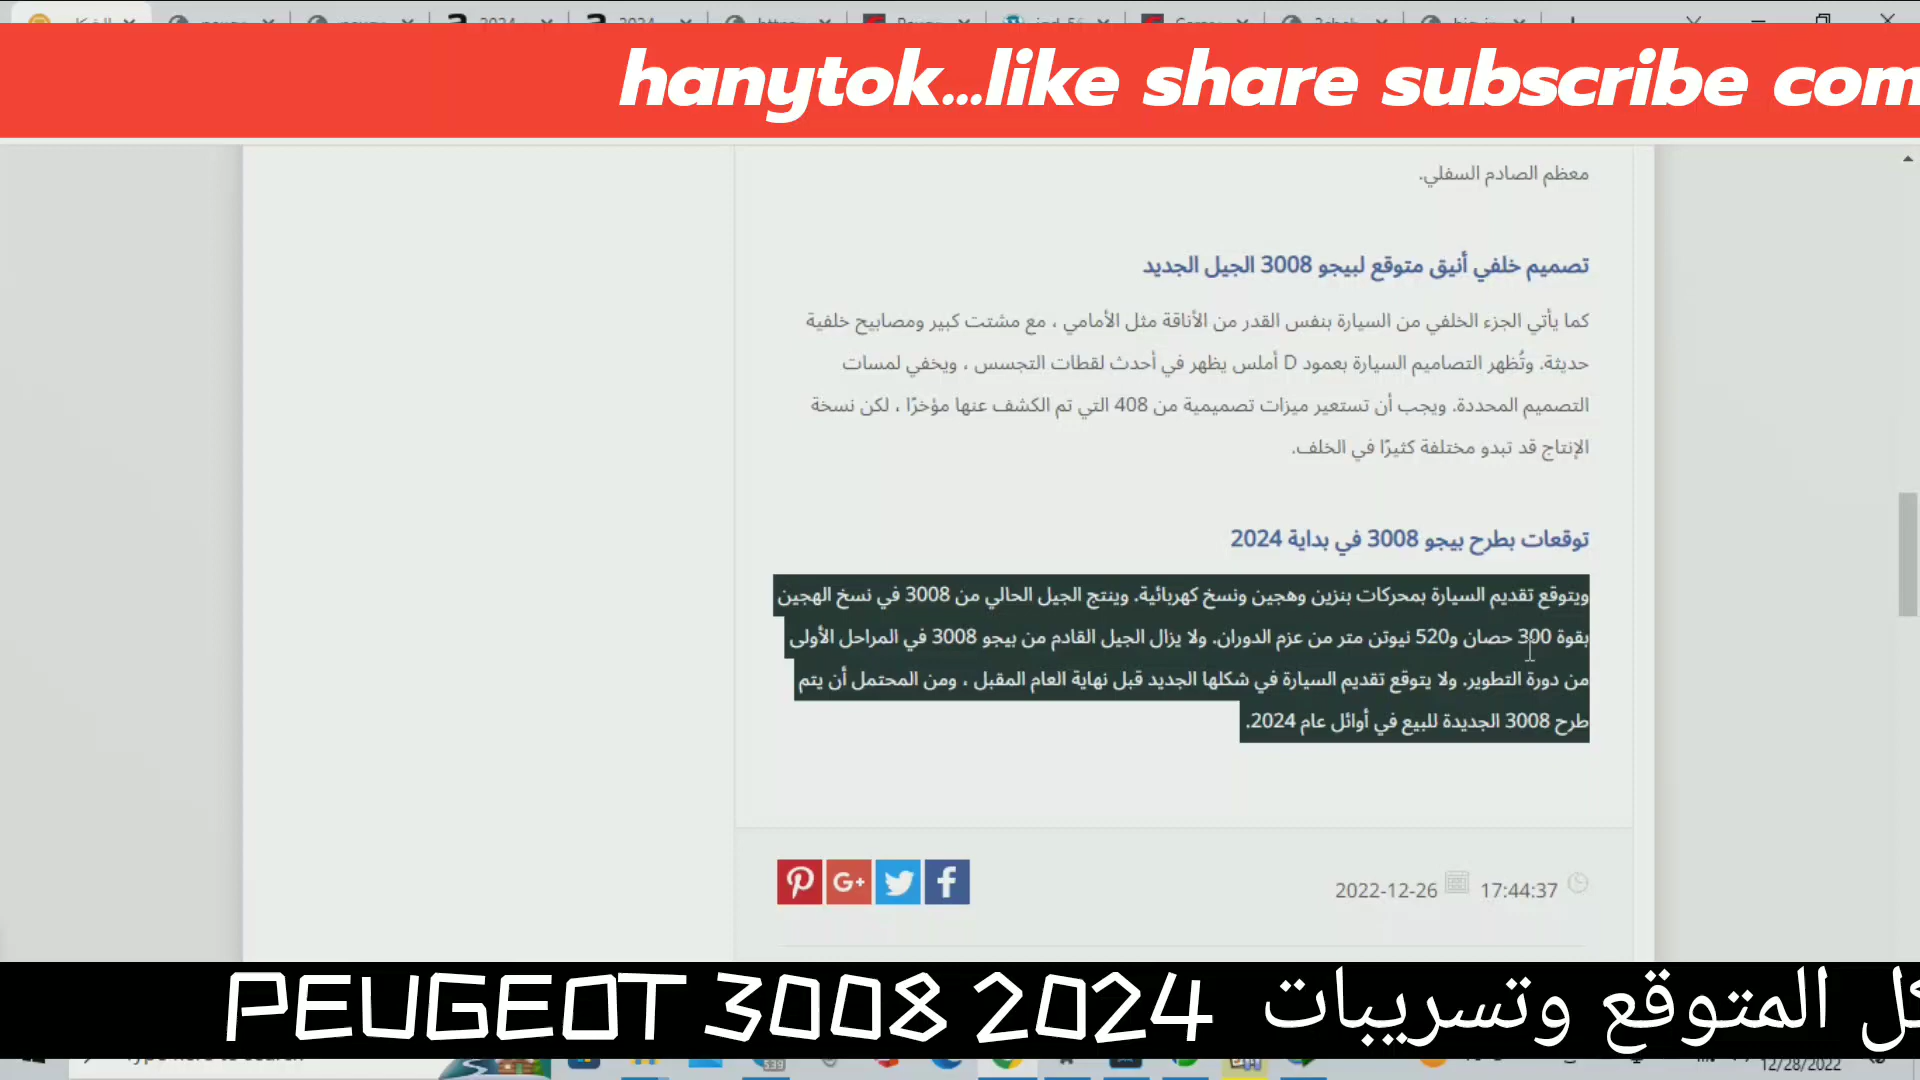 hanytok...like share subscribe com
معظم الصادم السفلي.
تصميم خلفي أنيق متوقع لبيجو 3008 الجيل الجديد
كما يأتي الجزء الخلفي من السيارة بنفس القدر من الأناقة مثل الأمامي ، مع مشتت كبير ومصابيح خلفية
حديثة. وتُظهر التصاميم السيارة بعمود D أملس يظهر في أحدث لقطات التجسس ، ويخفي لمسات
التصميم المحددة. ويجب أن تستعير ميزات تصميمية من 408 التي تم الكشف عنها مؤخرًا ، لكن نسخة
الإنتاج قد تبدو مختلفة كثيرًا في الخلف.
توقعات بطرح بيجو 3008 في بداية 2024
ويتوقع تقديم السيارة بمحركات بنزين وهجين ونسخ كهربائية. وينتج الجيل الحالي من 3008 في نسخ الهجين
بقوة 300 حصان و520 نيوتن متر من عزم الدوران. ولا يزال الجيل القادم من بيجو 3008 في المراحل الأولى
من دورة التطوير. ولا يتوقع تقديم السيارة في شكلها الجديد قبل نهاية العام المقبل ، ومن المحتمل أن يتم
طرح 3008 الجديدة للبيع في أوائل عام 2024.
17:44:37 2022-12-26
كل المتوقع وتسريبات PEUGEOT 3008 2024
12/28/2022